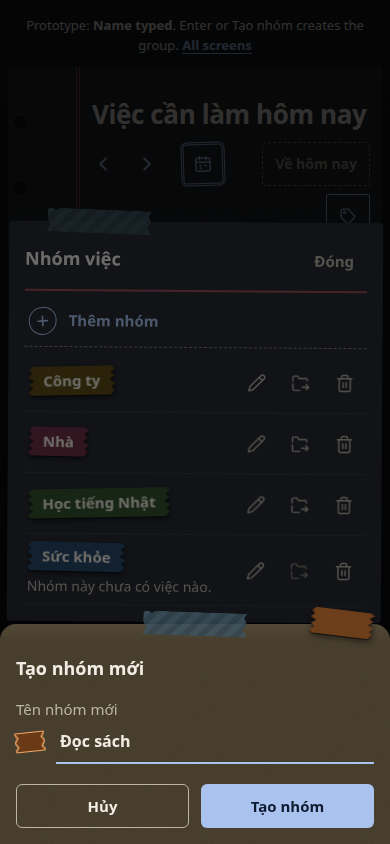 Prototype: Name typed. Enter or Tạo nhóm creates the
group. All screens
Việc cần làm hôm nay
Về hôm nay
Nhóm việc
Đóng
Thêm nhóm
Công ty
Nhà
Học tiếng Nhật
Sức khỏe
Nhóm này chưa có việc nào.
Tạo nhóm mới
Tên nhóm mới
Đọc sách
Hủy
Tạo nhóm